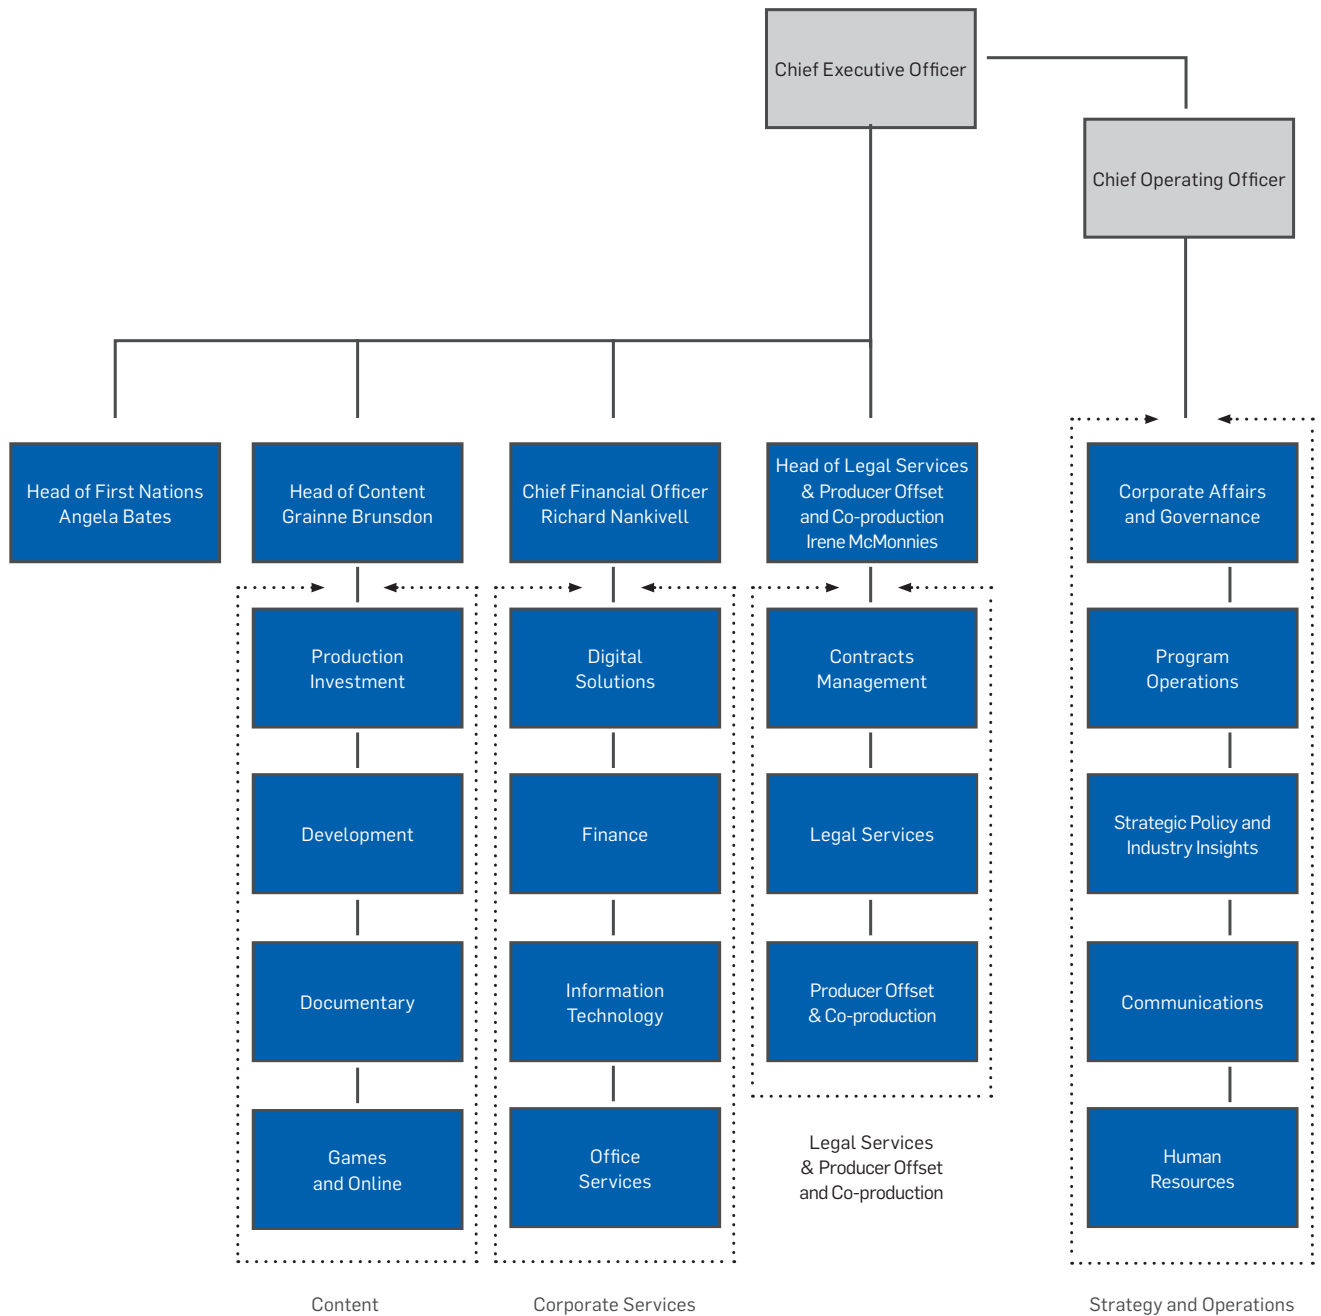 Chief Executive Officer
Chief Operating Officer
Head of First Nations
Angela Bates
Head of Content
Grainne Brunsdon
Chief Financial Officer
Richard Nankivell
Head of Legal Services
& Producer Offset
and Co-production
Irene McMonnies
Corporate Affairs
and Governance
Production
Investment
Digital
Solutions
Contracts
Management
Program
Operations
Development
Finance
Legal Services
Strategic Policy and
Industry Insights
Documentary
Information
Technology
Producer Offset
& Co-production
Communications
Games
and Online
Office
Services
Legal Services
& Producer Offset
and Co-production
Human
Resources
Content
Corporate Services
Strategy and Operations